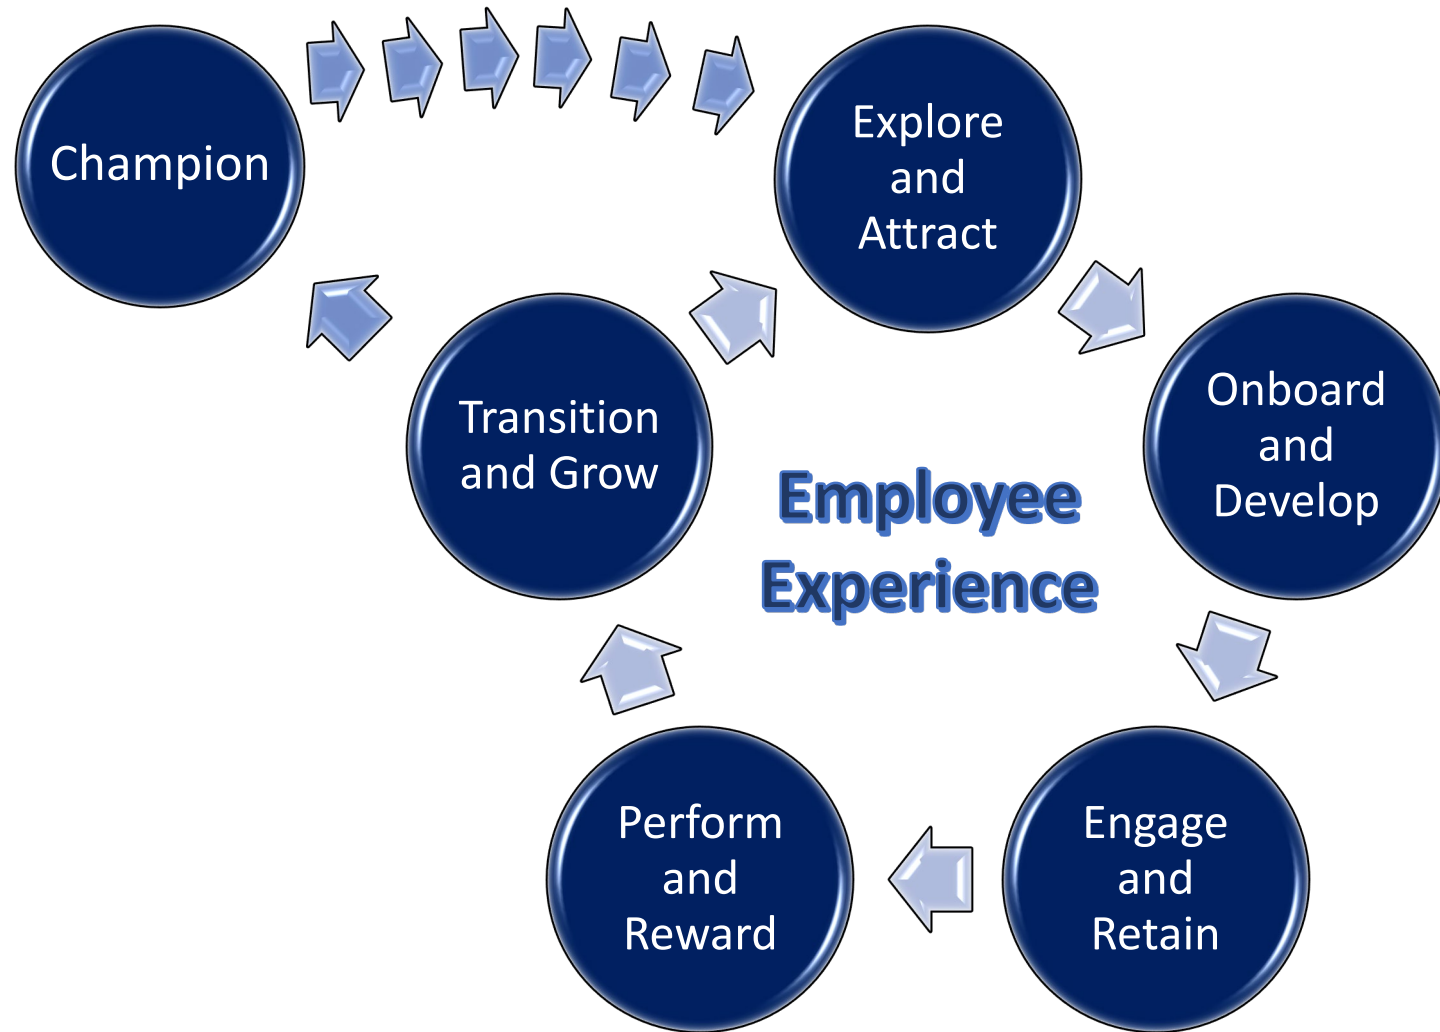 Champion
Explore
and
Attract
Onboard
and
Develop
Engage
and
Retain
Perform
and
Reward
Transition
and Grow
Employee
Experience